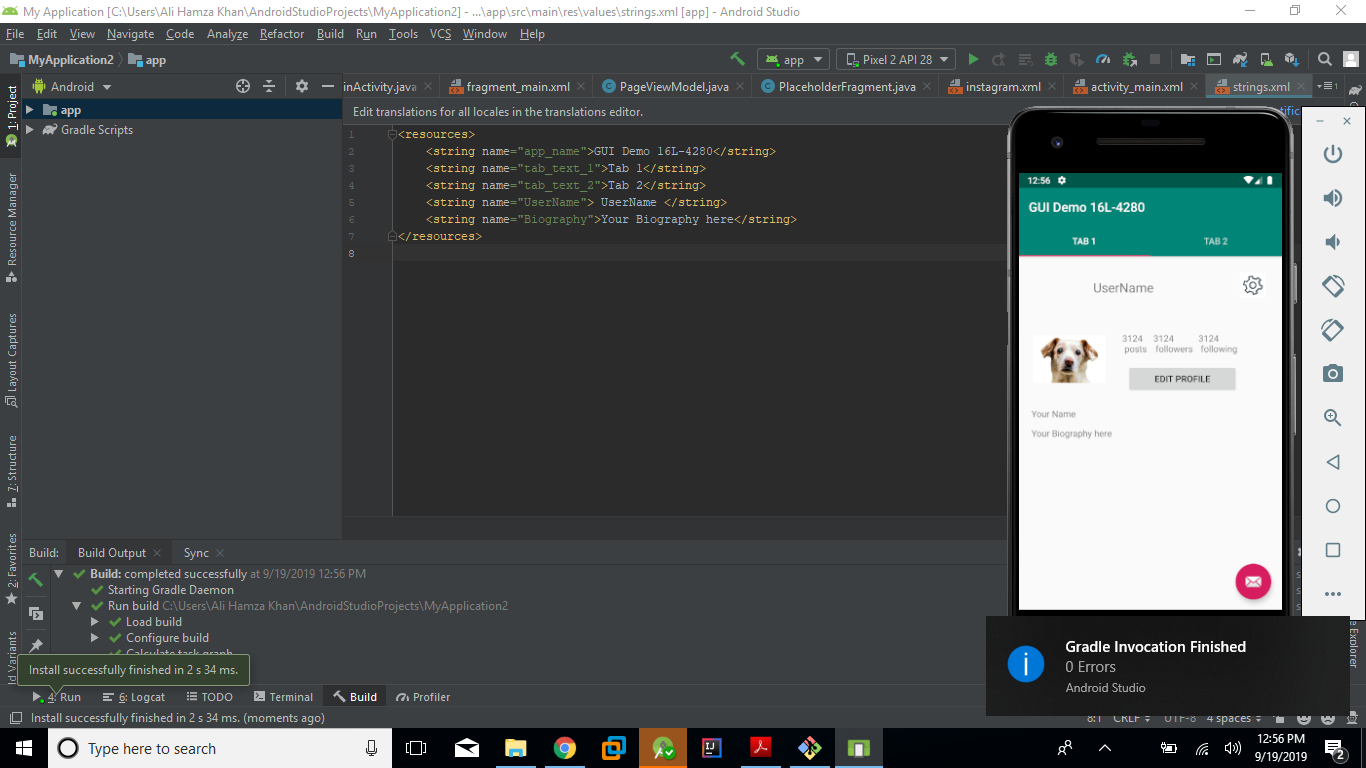 My Application [C:\Users\Ali Hamza Khan\AndroidStudioProjects\MyApplication2] - ...\app\src\main\res\values\strings.xml [app] - Android Studio
File Edit View Navigate Code Analyze Refactor Build Run Tools VCS Window Help
MyApplication2 app
app Pixel 2 API 28
Android
inActivity.java fragment_main.xml PageViewModel.java PlaceholderFragment.java instagram.xml activity_main.xml strings.xml
1: Project
Resource Manager
Layout Captures
7: Structure
2: Favorites
app
Gradle Scripts
Edit translations for all locales in the translations editor.
1 <resources>
2 <string name="app_name">GUI Demo 16L-4280</string>
3 <string name="tab_text_1">Tab 1</string>
4 <string name="tab_text_2">Tab 2</string>
5 <string name="UserName"> UserName </string>
6 <string name="Biography">Your Biography here</string>
7 </resources>
8
12:56
GUI Demo 16L-4280
TAB 1 TAB 2
UserName
3124 3124 3124
posts followers following
EDIT PROFILE
Your Name
Your Biography here
Build: Build Output Sync
Build: completed successfully at 9/19/2019 12:56 PM
Starting Gradle Daemon
Run build C:\Users\Ali Hamza Khan\AndroidStudioProjects\MyApplication2
Load build
Configure build
Calculate task graph
Install successfully finished in 2 s 34 ms.
Gradle Invocation Finished
0 Errors
Android Studio
4: Run 6: Logcat TODO Terminal Build Profiler
Install successfully finished in 2 s 34 ms. (moments ago)
8:1 CRLF UTF-8 4 spaces
Type here to search
12:56 PM
9/19/2019
2